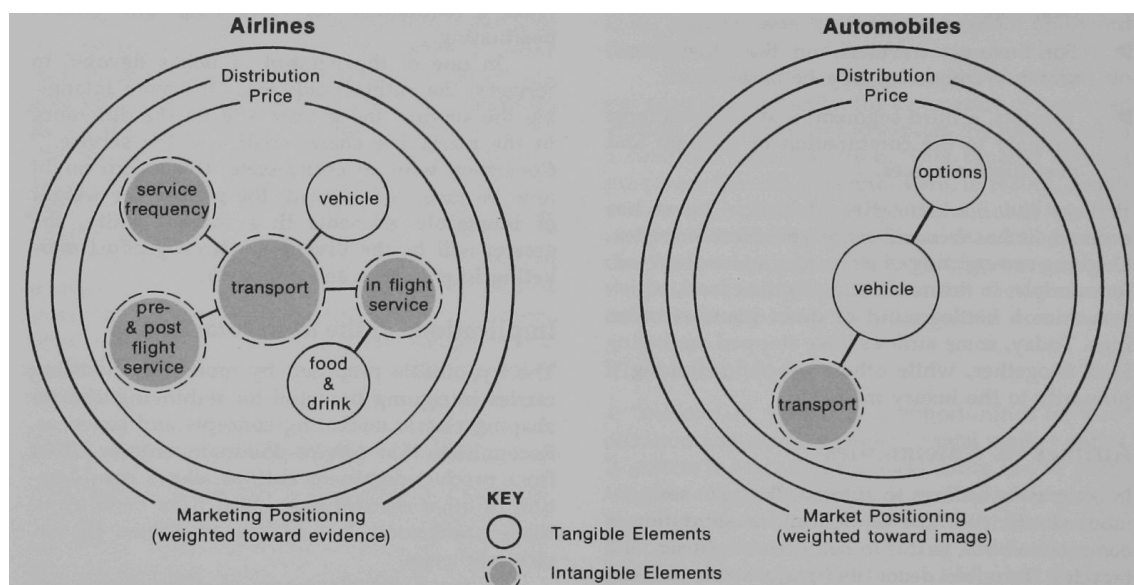 Airlines
Distribution
Price
service
frequency
vehicle
transport
in flight
service
pre-
& post
flight
service
food
&
drink
Marketing Positioning
(weighted toward evidence)
Automobiles
Distribution
Price
options
vehicle
transport
Market Positioning
(weighted toward image)
KEY
Tangible Elements
Intangible Elements